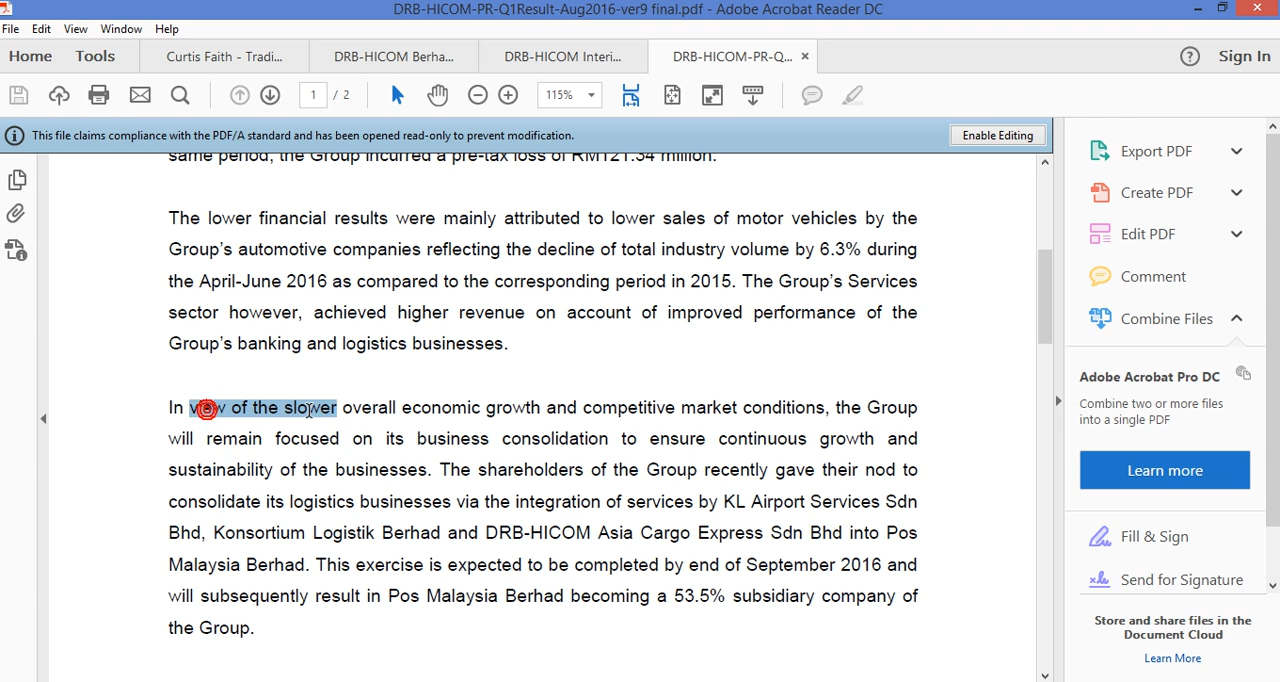 DRB-HICOM-PR-Q1Result-Aug2016-ver9 final.pdf - Adobe Acrobat Reader DC
File Edit View Window Help
Home Tools Curtis Faith - Tradi... DRB-HICOM Berha... DRB-HICOM Interi... DRB-HICOM-PR-Q... × ? Sign In
1 / 2 115%
This file claims compliance with the PDF/A standard and has been opened read-only to prevent modification. Enable Editing
same period, the Group incurred a pre-tax loss of RM121.34 million.
The lower financial results were mainly attributed to lower sales of motor vehicles by the
Group's automotive companies reflecting the decline of total industry volume by 6.3% during
the April-June 2016 as compared to the corresponding period in 2015. The Group's Services
sector however, achieved higher revenue on account of improved performance of the
Group's banking and logistics businesses.
In view of the slower overall economic growth and competitive market conditions, the Group
will remain focused on its business consolidation to ensure continuous growth and
sustainability of the businesses. The shareholders of the Group recently gave their nod to
consolidate its logistics businesses via the integration of services by KL Airport Services Sdn
Bhd, Konsortium Logistik Berhad and DRB-HICOM Asia Cargo Express Sdn Bhd into Pos
Malaysia Berhad. This exercise is expected to be completed by end of September 2016 and
will subsequently result in Pos Malaysia Berhad becoming a 53.5% subsidiary company of
the Group.
Export PDF
Create PDF
Edit PDF
Comment
Combine Files
Adobe Acrobat Pro DC
Combine two or more files
into a single PDF
Learn more
Fill & Sign
Send for Signature
Store and share files in the
Document Cloud
Learn More